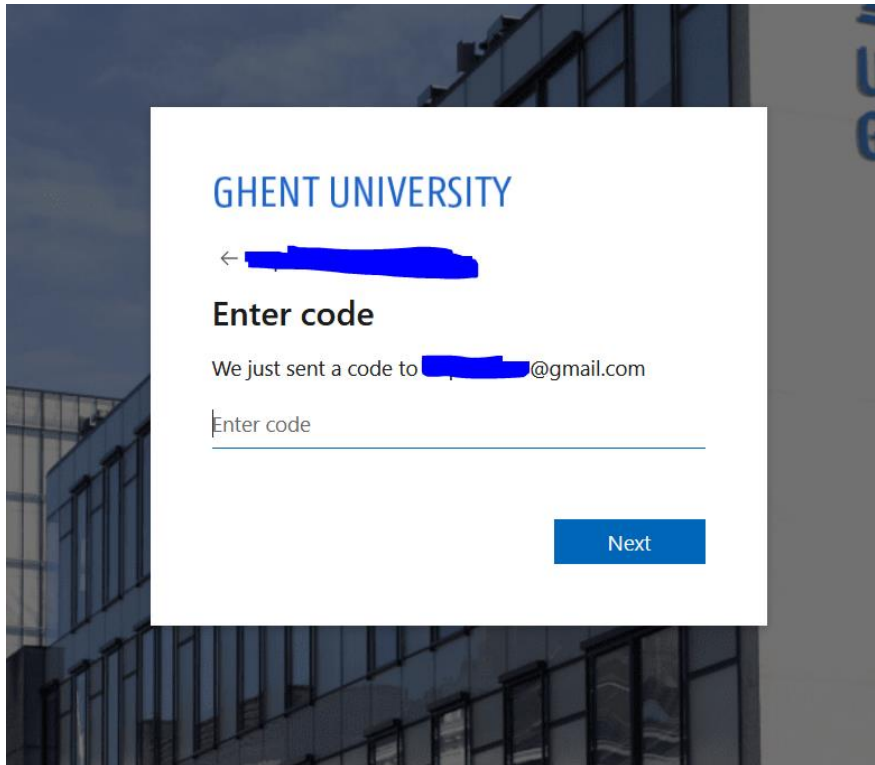 GHENT UNIVERSITY
Enter code
We just sent a code to @gmail.com
Enter code
Next